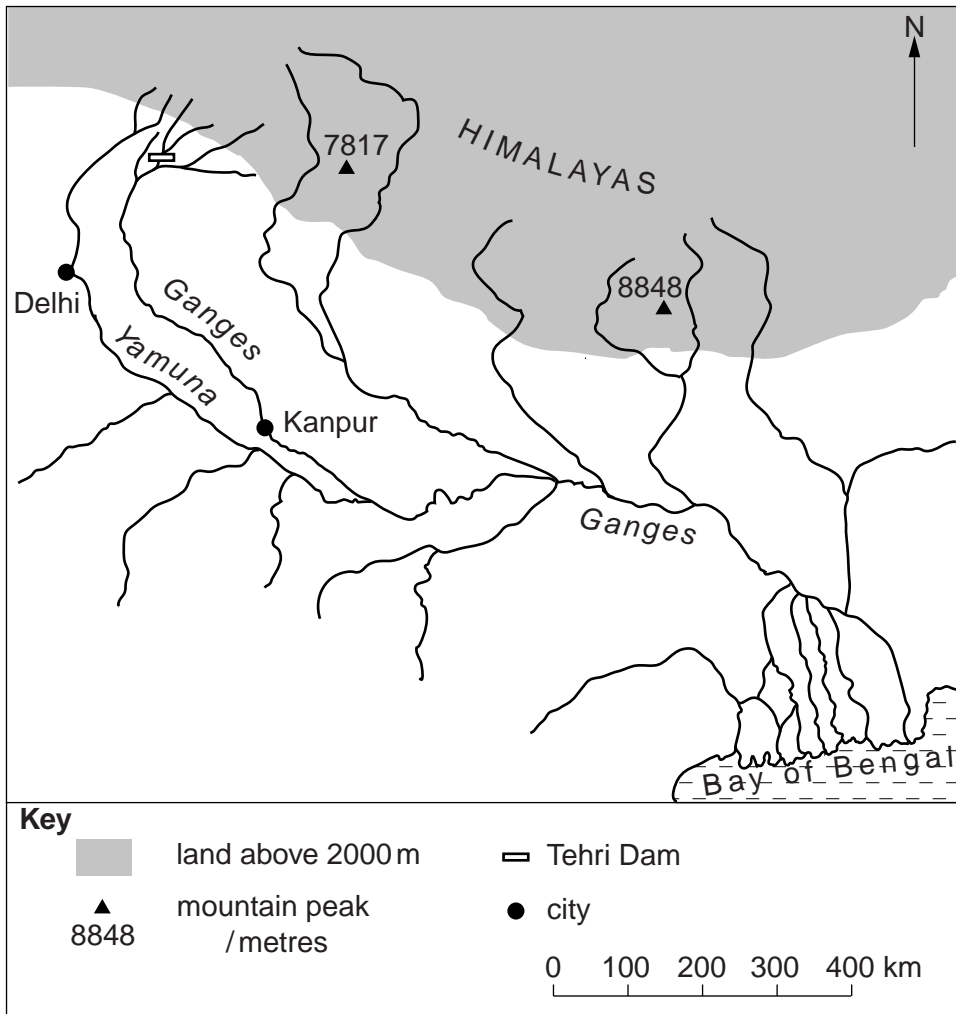 N
HIMALAYAS
7817
8848
Delhi
Ganges
Yamuna
Kanpur
Ganges
Bay of Bengal
Key
land above 2000 m
mountain peak
/ metres
8848
Tehri Dam
city
0 100 200 300 400 km